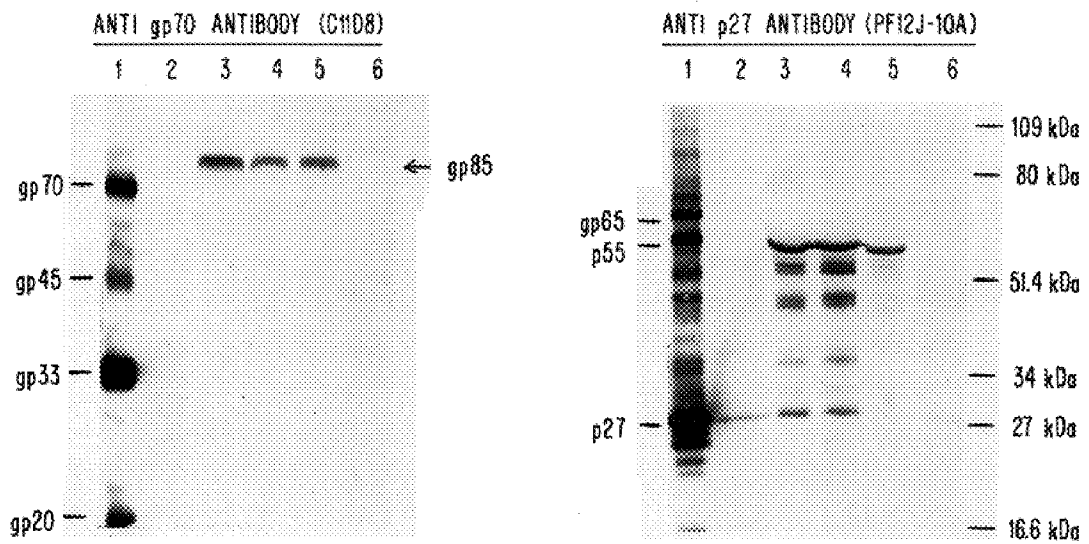 ANTI gp70 ANTIBODY (C11D8)
1 2 3 4 5 6
gp70
gp45
gp33
gp20
gp85
ANTI p27 ANTIBODY (PF12J-10A)
1 2 3 4 5 6
gp65
p55
p27
109 kDa
80 kDa
51.4 kDa
34 kDa
27 kDa
16.6 kDa